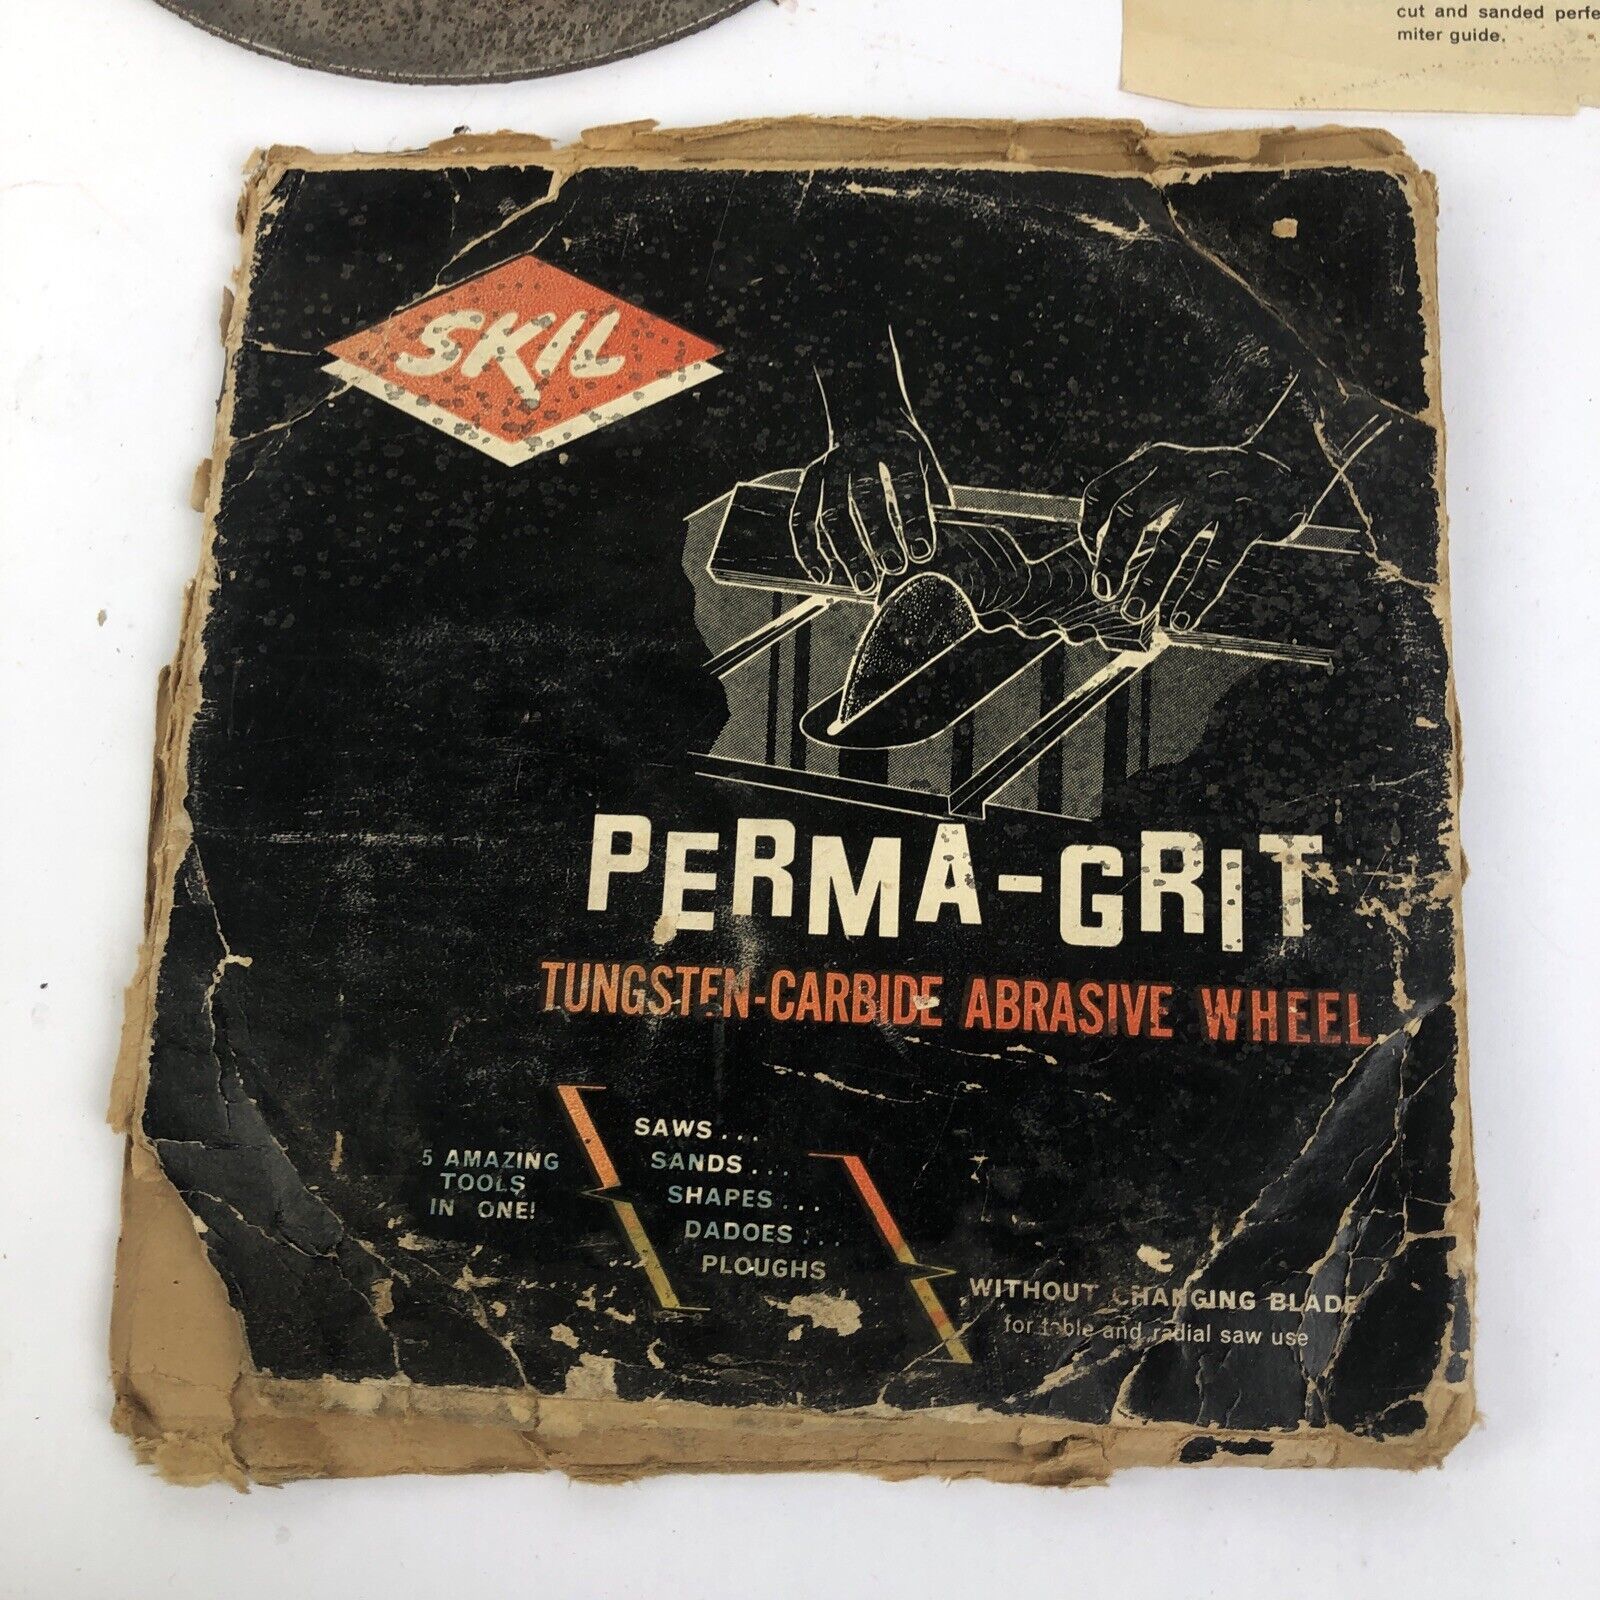 cut and sanded perfe
miter guide.
SKIL
PERMA-GRIT
TUNGSTEN-CARBIDE ABRASIVE WHEEL
5 AMAZING
TOOLS
IN ONE!
SAWS...
SANDS...
SHAPES...
DADOES...
PLOUGHS
WITHOUT CHANGING BLADE
for table and radial saw use